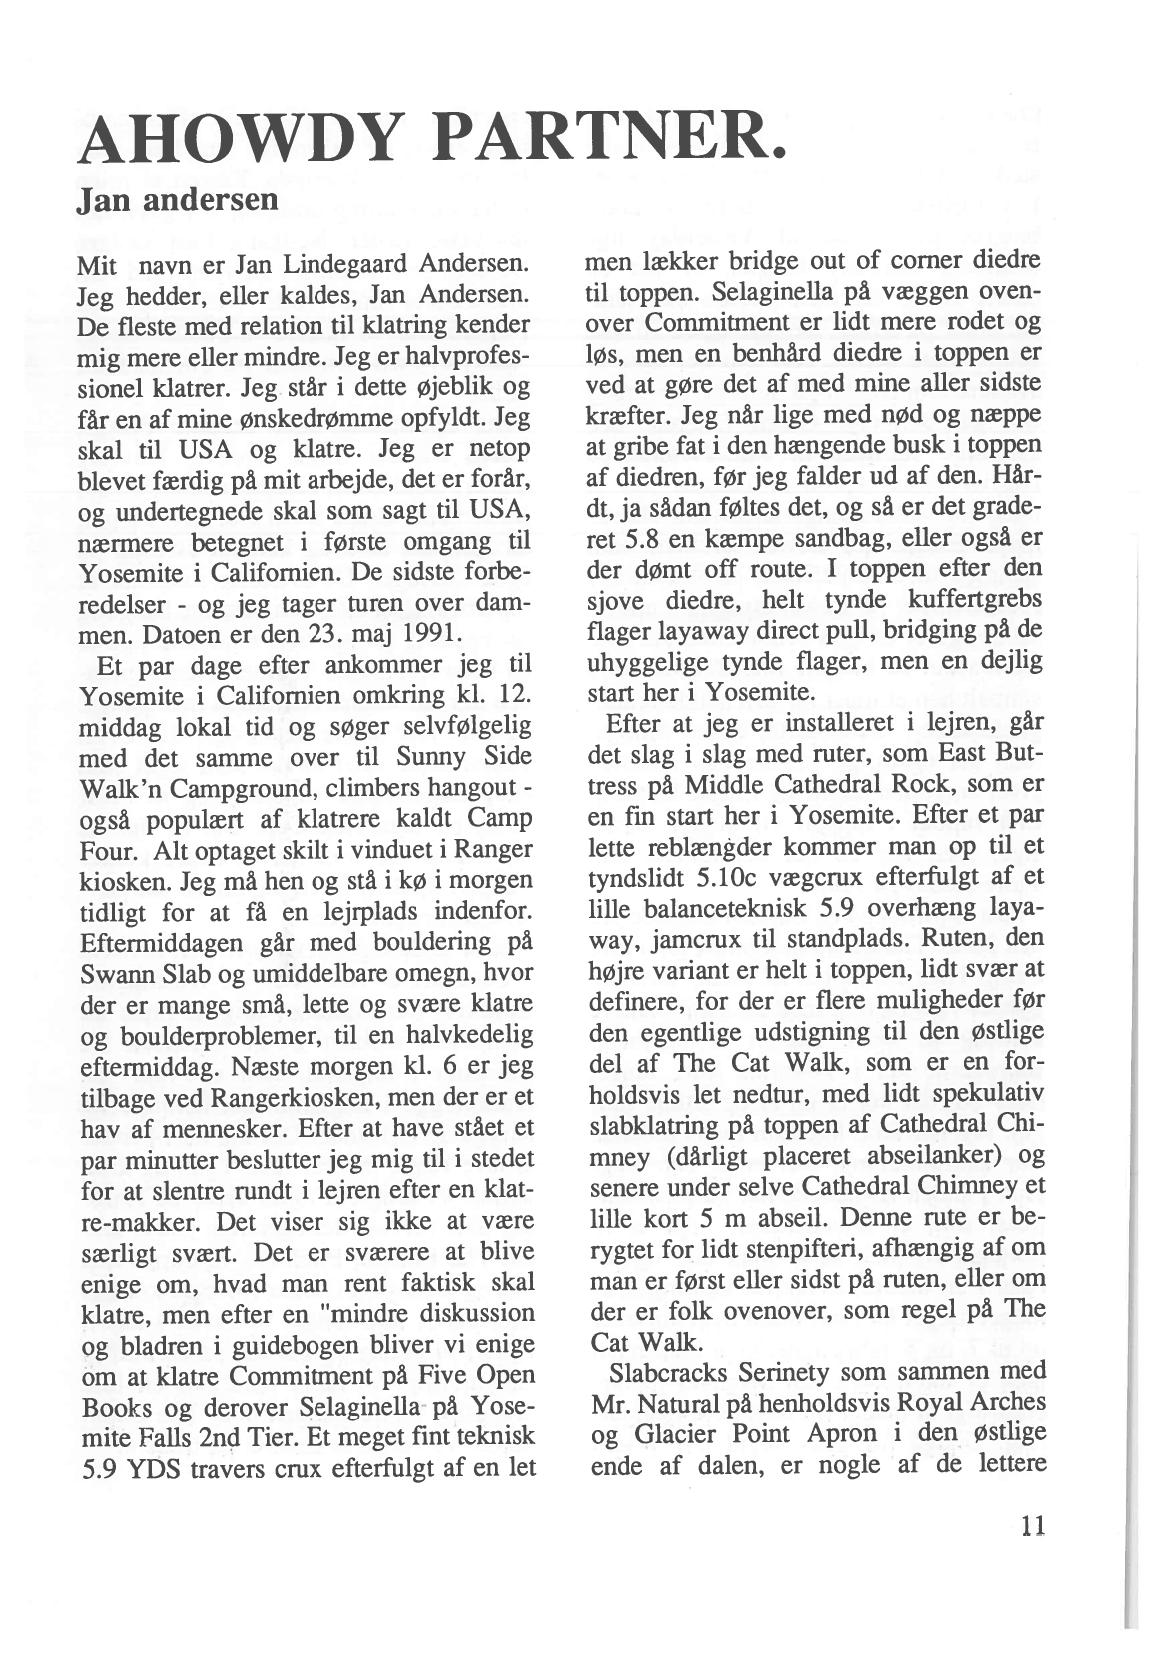 AHOWDY PARTNER.
Jan andersen
Mit navn er Jan Lindegaard Andersen.
Jeg hedder, eller kaldes, Jan Andersen.
De fleste med relation til klatring kender
mig mere eller mindre. Jeg er halvprofes-
sionel klatrer. Jeg står i dette øjeblik og
får en af mine ønskedrømme opfyldt. Jeg
skal til USA og klatre. Jeg er netop
blevet færdig på mit arbejde, det er forår,
og undertegnede skal som sagt til USA,
nærmere betegnet i første omgang til
Yosemite i Californien. De sidste forbe-
redelser - og jeg tager turen over dam-
men. Datoen er den 23. maj 1991.
Et par dage efter ankommer jeg til
Yosemite i Californien omkring kl. 12.
middag lokal tid og søger selvfølgelig
med det samme over til Sunny Side
Walk'n Campground, climbers hangout -
også populært af klatrere kaldt Camp
Four. Alt optaget skilt i vinduet i Ranger
kiosken. Jeg må hen og stå i kø i morgen
tidligt for at få en lejrplads indenfor.
Eftermiddagen går med bouldering på
Swann Slab og umiddelbare omegn, hvor
der er mange små, lette og svære klatre
og boulderproblemer, til en halvkedelig
eftermiddag. Næste morgen kl. 6 er jeg
tilbage ved Rangerkiosken, men der er et
hav af mennesker. Efter at have stået et
par minutter beslutter jeg mig til i stedet
for at slentre rundt i lejren efter en klat-
re-makker. Det viser sig ikke at være
særligt svært. Det er sværere at blive
enige om, hvad man rent faktisk skal
klatre, men efter en "mindre diskussion
og bladren i guidebogen bliver vi enige
om at klatre Commitment på Five Open
Books og derover Selaginella på Yose-
mite Falls 2nd Tier. Et meget fint teknisk
5.9 YDS travers crux efterfulgt af en let
men lækker bridge out of corner diedre
til toppen. Selaginella på væggen oven-
over Commitment er lidt mere rodet og
løs, men en benhård diedre i toppen er
ved at gøre det af med mine aller sidste
kræfter. Jeg når lige med nød og næppe
at gribe fat i den hængende busk i toppen
af diedren, før jeg falder ud af den. Hår-
dt, ja sådan føltes det, og så er det grade-
ret 5.8 en kæmpe sandbag, eller også er
der dømt off route. I toppen efter den
sjove diedre, helt tynde kuffertgrebs
flager layaway direct pull, bridging på de
uhyggelige tynde flager, men en dejlig
start her i Yosemite.
Efter at jeg er installeret i lejren, går
det slag i slag med ruter, som East But-
tress på Middle Cathedral Rock, som er
en fin start her i Yosemite. Efter et par
lette reblængder kommer man op til et
tyndslidt 5.10c vægcrux efterfulgt af et
lille balanceteknisk 5.9 overhæng laya-
way, jamcrux til standplads. Ruten, den
højre variant er helt i toppen, lidt svær at
definere, for der er flere muligheder før
den egentlige udstigning til den østlige
del af The Cat Walk, som er en for-
holdsvis let nedtur, med lidt spekulativ
slabklatring på toppen af Cathedral Chi-
mney (dårligt placeret abseilanker) og
senere under selve Cathedral Chimney et
lille kort 5 m abseil. Denne rute er be-
rygtet for lidt stenpifteri, afhængig af om
man er først eller sidst på ruten, eller om
der er folk ovenover, som regel på The
Cat Walk.
Slabcracks Serinety som sammen med
Mr. Natural på henholdsvis Royal Arches
og Glacier Point Apron i den østlige
ende af dalen, er nogle af de lettere
11